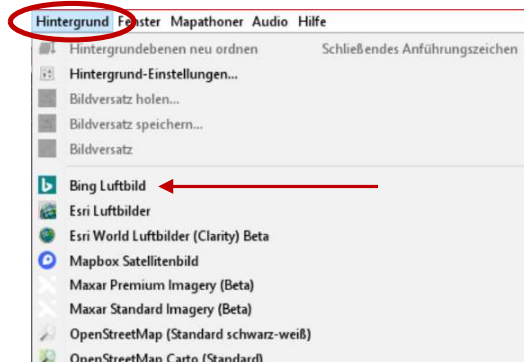 Hintergrund Fenster Mapathoner Audio Hilfe
Hintergrundebenen neu ordnen Schließendes Anführungszeichen
Hintergrund-Einstellungen...
Bildversatz holen...
Bildversatz speichern...
Bildversatz
Bing Luftbild
Esri Luftbilder
Esri World Luftbilder (Clarity) Beta
Mapbox Satellitenbild
Maxar Premium Imagery (Beta)
Maxar Standard Imagery (Beta)
OpenStreetMap (Standard schwarz-weiß)
OpenStreetMap Carto (Standard)